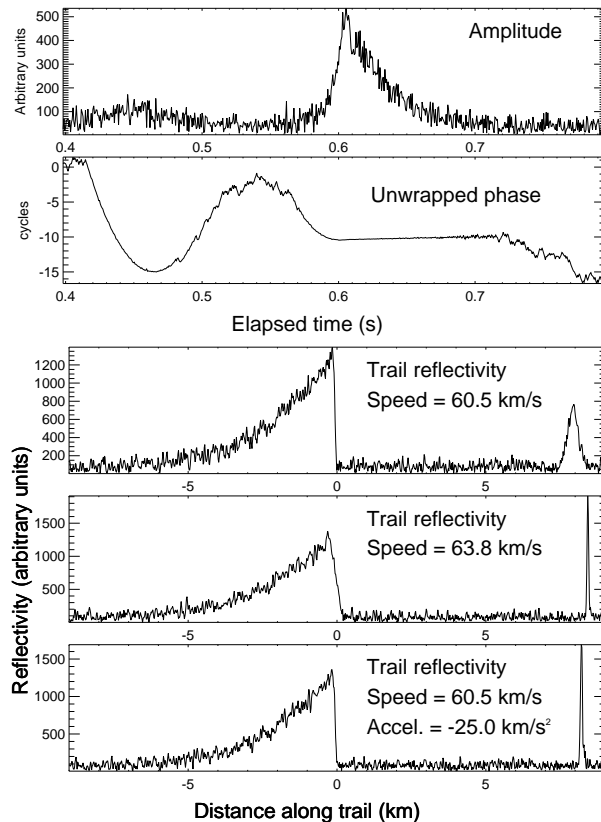 Amplitude
Arbitrary units
500
400
300
200
100
0.4 0.5 0.6 0.7
Unwrapped phase
cycles
0
-5
-10
-15
0.4 0.5 0.6 0.7
Elapsed time (s)
Reflectivity (arbitrary units)
Trail reflectivity
Speed = 60.5 km/s
1200
1000
800
600
400
200
-5 0 5
Trail reflectivity
Speed = 63.8 km/s
1500
1000
500
-5 0 5
Trail reflectivity
Speed = 60.5 km/s
Accel. = -25.0 km/s²
1500
1000
500
-5 0 5
Distance along trail (km)